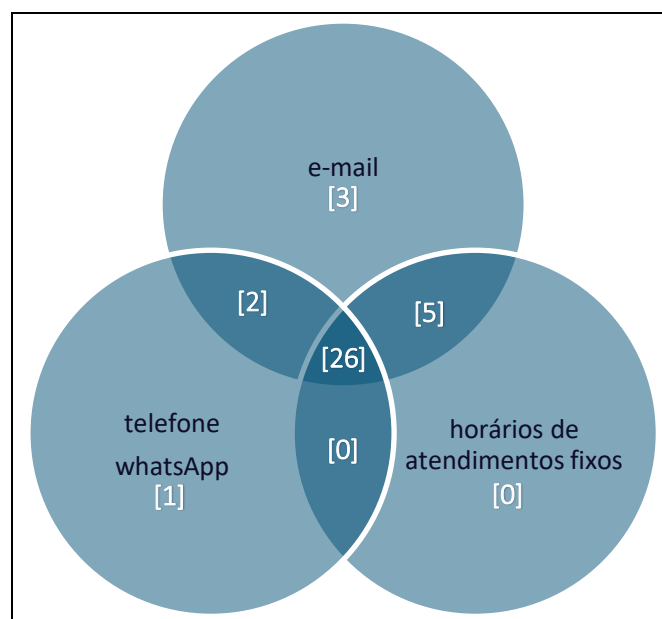 e-mail
[3]
[2]
[5]
[26]
telefone
whatsApp
[1]
[0]
horários de
atendimentos fixos
[0]